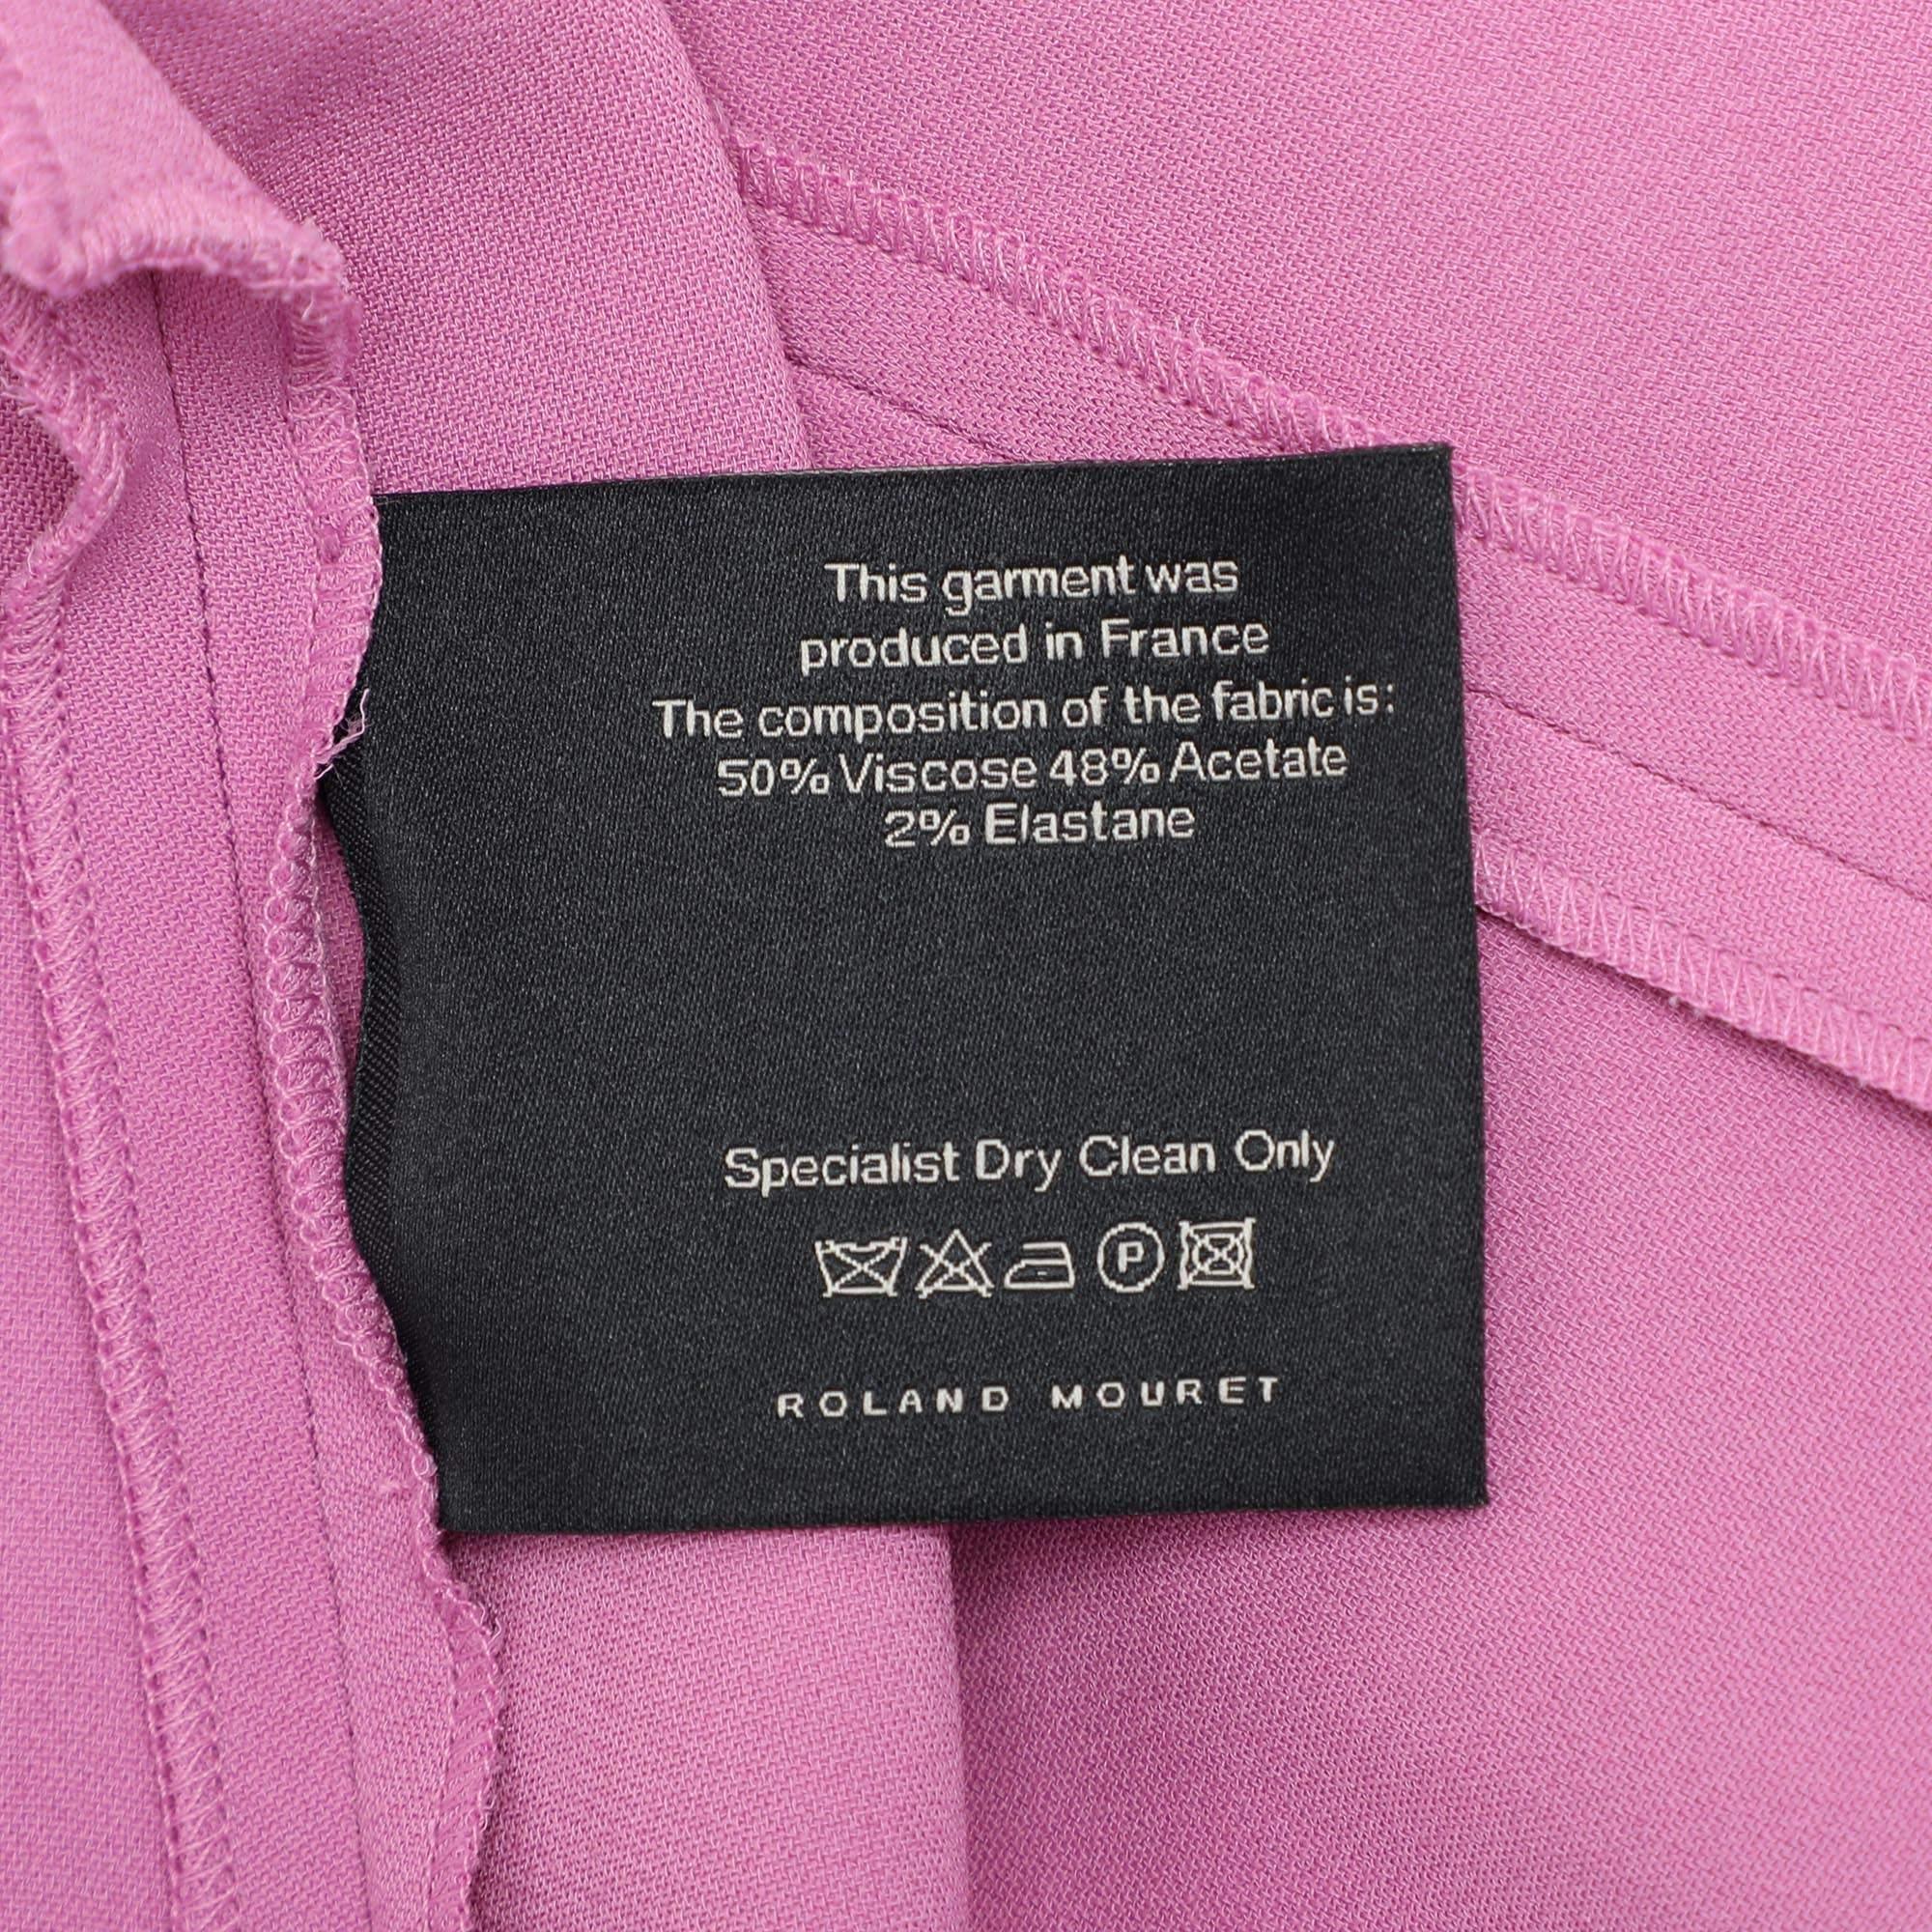 This garment was
produced in France
The composition of the fabric is:
50% Viscose 48% Acetate
2% Elastane
Specialist Dry Clean Only
P
ROLAND MOURET